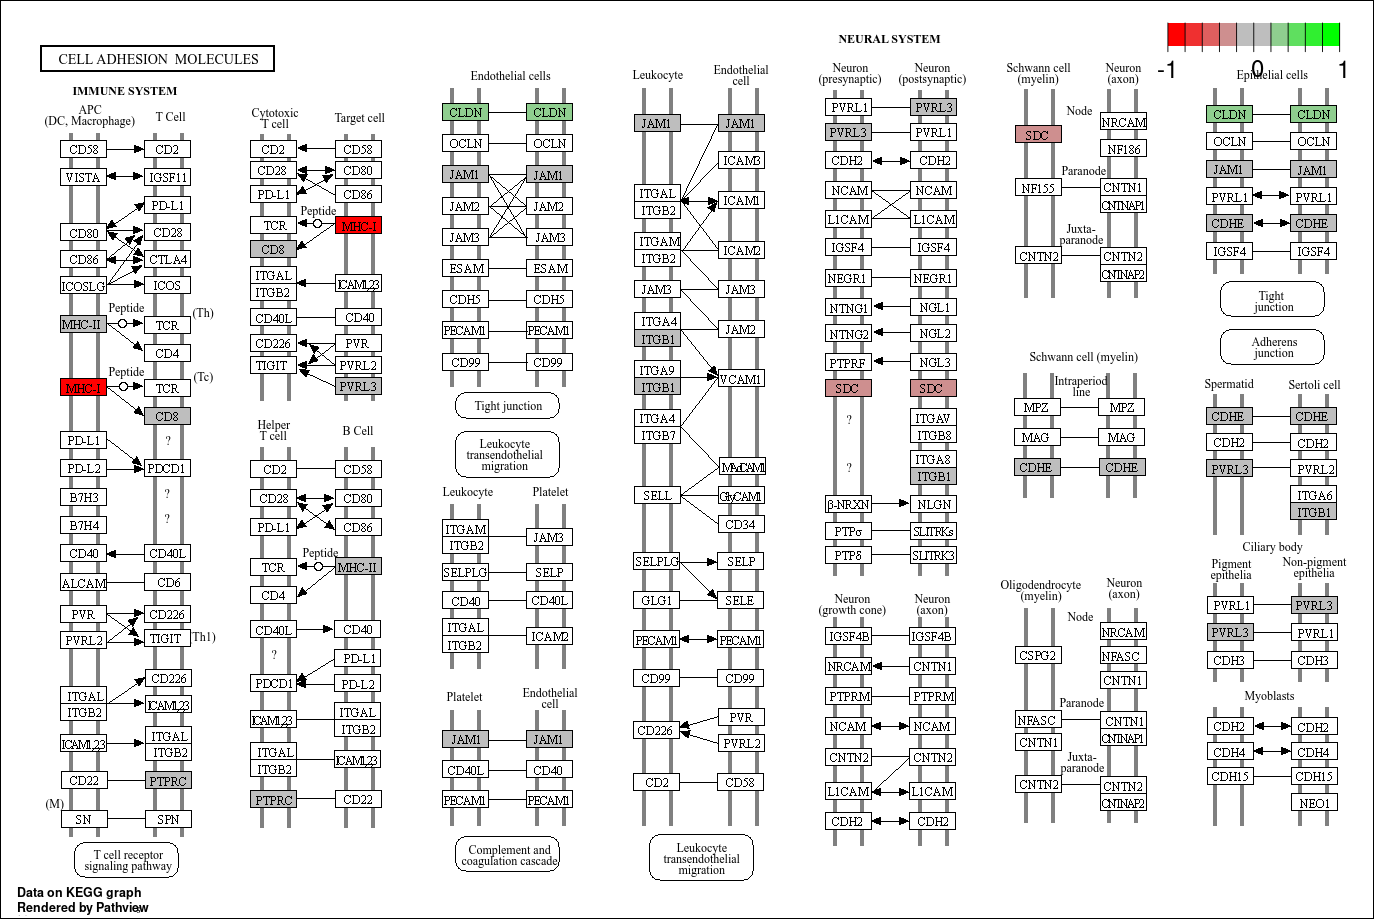 CELL ADHESION MOLECULES
-1
0
1
IMMUNE SYSTEM
APC
(DC, Macrophage)
T Cell
CD58
CD2
VISTA
IGSF11
PD-L1
CD80
CD28
CD86
CTLA4
ICOSLG
ICOS
Peptide
MHC-II
TCR
(Th)
CD4
Peptide
MHC-I
TCR
(Tc)
CD8
PD-L1
?
PD-L2
PDCD1
B7H3
?
B7H4
?
CD40
CD40L
ALCAM
CD6
PVR
CD226
PVRL2
TIGIT
Th1)
CD226
ITGAL
ITGB2
ICAM1,23
ICAM1,23
ITGAL
ITGB2
CD22
PTPRC
(M)
SN
SPN
T cell receptor
signaling pathway
Cytotoxic
T cell
Target cell
CD2
CD58
CD28
CD80
PD-L1
CD86
Peptide
TCR
MHC-I
CD8
ITGAL
ITGB2
ICAM1,23
CD40L
CD40
CD226
PVR
TIGIT
PVRL2
PVRL3
Helper
T cell
B Cell
CD2
CD58
CD28
CD80
PD-L1
CD86
Peptide
TCR
MHC-II
CD4
CD40L
CD40
?
PD-L1
PDCD1
PD-L2
ICAM1,23
ITGAL
ITGB2
ITGAL
ITGB2
ICAM1,23
PTPRC
CD22
Endothelial cells
CLDN
CLDN
OCLN
OCLN
JAM1
JAM1
JAM2
JAM2
JAM3
JAM3
ESAM
ESAM
CDH5
CDH5
PECAM1
PECAM1
CD99
CD99
Tight junction
Leukocyte
transendothelial
migration
Leukocyte
Platelet
ITGAM
ITGB2
JAM3
SELPLG
SELP
CD40
CD40L
ITGAL
ITGB2
ICAM2
Platelet
Endothelial
cell
JAM1
JAM1
CD40L
CD40
PECAM1
PECAM1
Complement and
coagulation cascade
Leukocyte
Endothelial
cell
JAM1
JAM1
ICAM3
ITGAL
ITGB2
ICAM1
ITGAM
ITGB2
ICAM2
JAM3
JAM3
ITGA4
ITGB1
JAM2
ITGA9
ITGB1
VCAM1
ITGA4
ITGB7
SELL
GlyCAM1
CD34
SELPLG
SELP
GLG1
SELE
PECAM1
PECAM1
CD99
CD99
CD226
PVR
PVRL2
CD2
CD58
Leukocyte
transendothelial
migration
NEURAL SYSTEM
Neuron
(presynaptic)
Neuron
(postsynaptic)
PVRL1
PVRL3
PVRL3
PVRL1
CDH2
CDH2
NCAM
NCAM
L1CAM
L1CAM
IGSF4
IGSF4
NEGR1
NEGR1
NTNG1
NGL1
NTNG2
NGL2
PTPRF
NGL3
SDC
SDC
?
ITGAV
ITGB8
?
ITGA8
ITGB1
β-NRXN
NLGN
PTPσ
SLITRKs
PTPδ
SLITRK3
Neuron
(growth cone)
Neuron
(axon)
IGSF4B
IGSF4B
NRCAM
CNTN1
PTPRM
PTPRM
NCAM
NCAM
CNTN2
CNTN2
L1CAM
L1CAM
CDH2
CDH2
Schwann cell
(myelin)
Neuron
(axon)
Node
NRCAM
SDC
NF186
Paranode
NF155
CNTN1
CNTNAP1
Juxta-
paranode
CNTN2
CNTN2
CNTNAP2
Schwann cell (myelin)
Intraperiod
line
MPZ
MPZ
MAG
MAG
CDHE
CDHE
Oligodendrocyte
(myelin)
Neuron
(axon)
Node
NRCAM
CSPG2
NFASC
CNTN1
Paranode
NFASC
CNTN1
CNTN1
CNTNAP1
Juxta-
paranode
CNTN2
CNTN2
CNTNAP2
Epithelial cells
CLDN
CLDN
OCLN
OCLN
JAM1
JAM1
PVRL1
PVRL1
CDHE
CDHE
IGSF4
IGSF4
Tight
junction
Adherens
junction
Spermatid
Sertoli cell
CDHE
CDHE
CDH2
CDH2
PVRL3
PVRL2
ITGA6
ITGB1
Ciliary body
Pigment
epithelia
Non-pigment
epithelia
PVRL1
PVRL3
PVRL3
PVRL1
CDH3
CDH3
Myoblasts
CDH2
CDH2
CDH4
CDH4
CDH15
CDH15
NEO1
Data on KEGG graph
Rendered by Pathview